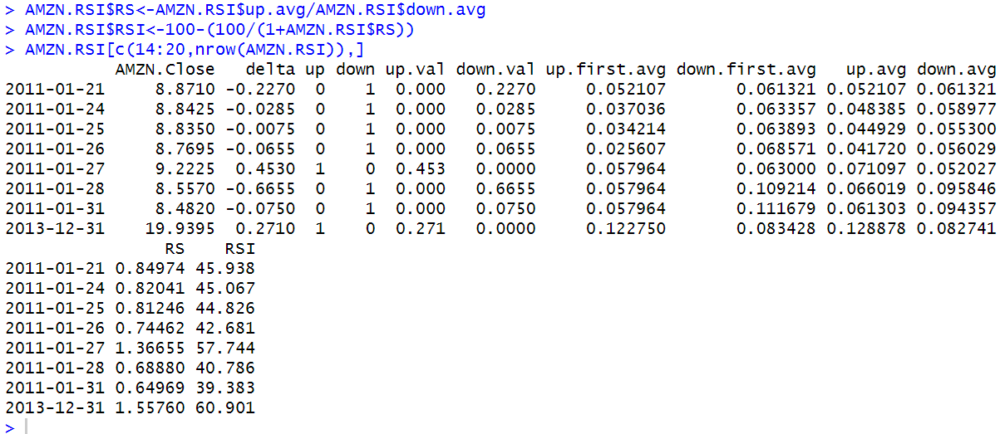 > AMZN.RSI$RS<-AMZN.RSI$up.avg/AMZN.RSI$down.avg
> AMZN.RSI$RSI<-100-(100/(1+AMZN.RSI$RS))
> AMZN.RSI[c(14:20,nrow(AMZN.RSI)),]
           AMZN.Close   delta up down up.val down.val up.first.avg down.first.avg   up.avg down.avg
2011-01-21     8.8710 -0.2270  0    1  0.000   0.2270     0.052107       0.061321 0.052107 0.061321
2011-01-24     8.8425 -0.0285  0    1  0.000   0.0285     0.037036       0.063357 0.048385 0.058977
2011-01-25     8.8350 -0.0075  0    1  0.000   0.0075     0.034214       0.063893 0.044929 0.055300
2011-01-26     8.7695 -0.0655  0    1  0.000   0.0655     0.025607       0.068571 0.041720 0.056029
2011-01-27     9.2225  0.4530  1    0  0.453   0.0000     0.057964       0.063000 0.071097 0.052027
2011-01-28     8.5570 -0.6655  0    1  0.000   0.6655     0.057964       0.109214 0.066019 0.095846
2011-01-31     8.4820 -0.0750  0    1  0.000   0.0750     0.057964       0.111679 0.061303 0.094357
2013-12-31    19.9395  0.2710  1    0  0.271   0.0000     0.122750       0.083428 0.128878 0.082741
                RS    RSI
2011-01-21 0.84974 45.938
2011-01-24 0.82041 45.067
2011-01-25 0.81246 44.826
2011-01-26 0.74462 42.681
2011-01-27 1.36655 57.744
2011-01-28 0.68880 40.786
2011-01-31 0.64969 39.383
2013-12-31 1.55760 60.901
>